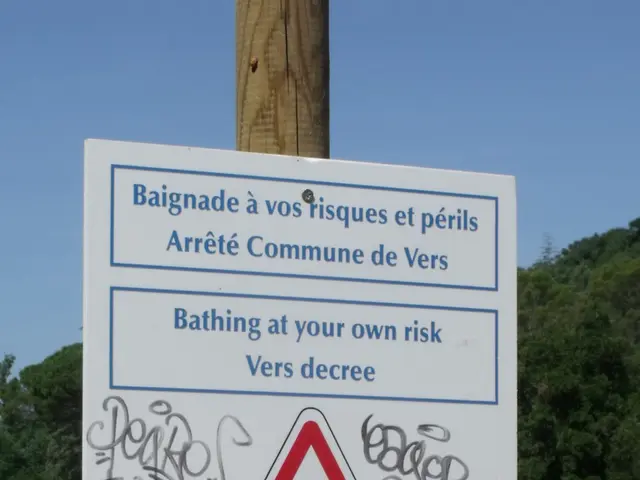 Baignade à vos risques et périls
Arrêté Commune de Vers
Bathing at your own risk
Vers decree